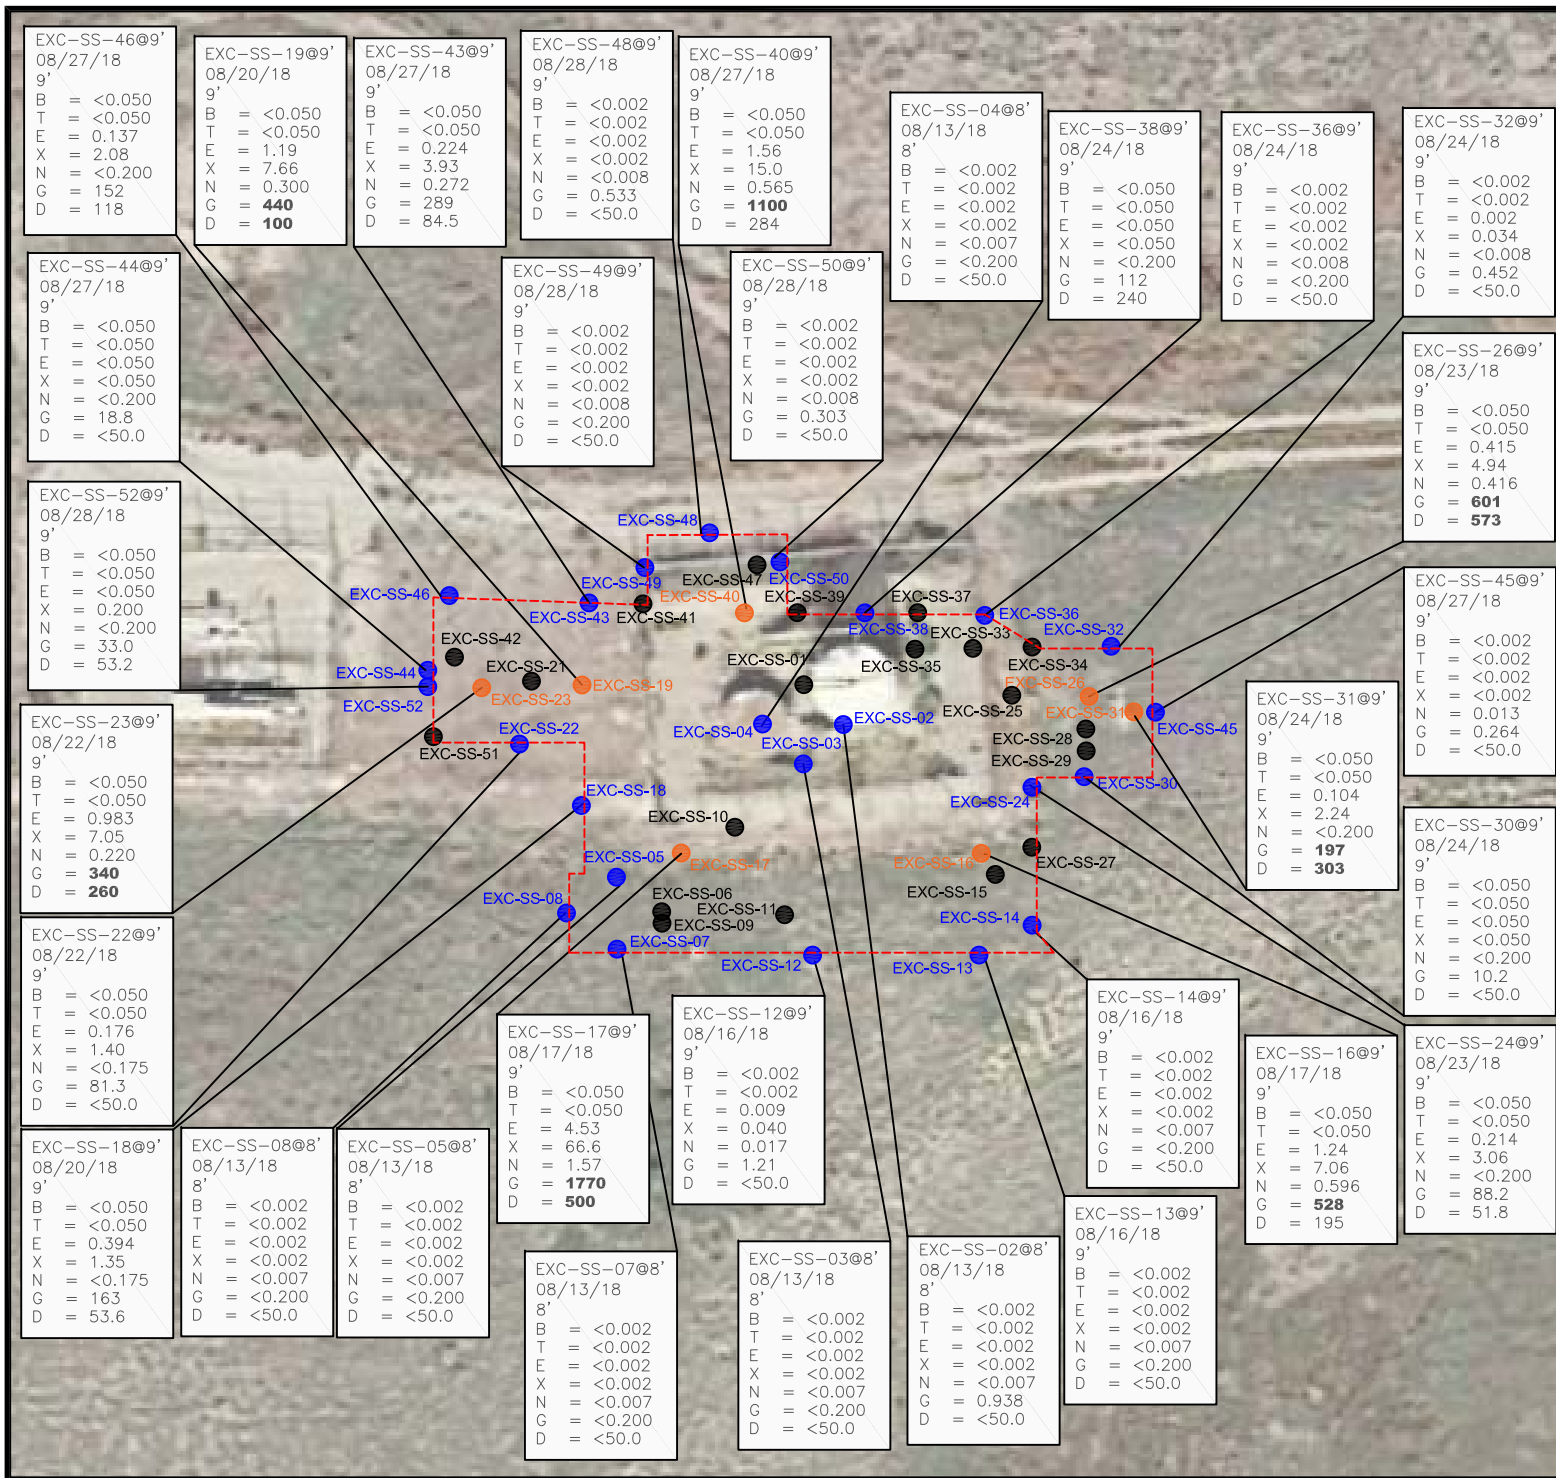 EXC-SS-46@9'
08/27/18
9'
B = <0.050
T = <0.050
E = 0.137
X = 2.08
N = <0.200
G = 152
D = 118
EXC-SS-19@9'
08/20/18
9'
B = <0.050
T = <0.050
E = 1.19
X = 7.66
N = 0.300
G = 440
D = 100
EXC-SS-43@9'
08/27/18
9'
B = <0.050
T = <0.050
E = 0.224
X = 3.93
N = 0.272
G = 289
D = 84.5
EXC-SS-48@9'
08/28/18
9'
B = <0.002
T = <0.002
E = <0.002
X = <0.002
N = <0.008
G = 0.533
D = <50.0
EXC-SS-40@9'
08/27/18
9'
B = <0.050
T = <0.050
E = 1.56
X = 15.0
N = 0.565
G = 1100
D = 284
EXC-SS-04@8'
08/13/18
8'
B = <0.002
T = <0.002
E = <0.002
X = <0.002
N = <0.007
G = <0.200
D = <50.0
EXC-SS-38@9'
08/24/18
9'
B = <0.050
T = <0.050
E = <0.050
X = <0.050
N = <0.200
G = 112
D = 240
EXC-SS-36@9'
08/24/18
9'
B = <0.002
T = <0.002
E = <0.002
X = <0.002
N = <0.008
G = <0.200
D = <50.0
EXC-SS-32@9'
08/24/18
9'
B = <0.002
T = <0.002
E = 0.002
X = 0.034
N = <0.008
G = 0.452
D = <50.0
EXC-SS-44@9'
08/27/18
9'
B = <0.050
T = <0.050
E = <0.050
X = <0.050
N = <0.200
G = 18.8
D = <50.0
EXC-SS-49@9'
08/28/18
9'
B = <0.002
T = <0.002
E = <0.002
X = <0.002
N = <0.008
G = <0.200
D = <50.0
EXC-SS-50@9'
08/28/18
9'
B = <0.002
T = <0.002
E = <0.002
X = <0.002
N = <0.008
G = 0.303
D = <50.0
EXC-SS-26@9'
08/23/18
9'
B = <0.050
T = <0.050
E = 0.415
X = 4.94
N = 0.416
G = 601
D = 573
EXC-SS-52@9'
08/28/18
9'
B = <0.050
T = <0.050
E = <0.050
X = 0.200
N = <0.200
G = 33.0
D = 53.2
EXC-SS-45@9'
08/27/18
9'
B = <0.002
T = <0.002
E = <0.002
X = <0.002
N = 0.013
G = 0.264
D = <50.0
EXC-SS-48
EXC-SS-47
EXC-SS-50
EXC-SS-49
EXC-SS-46
EXC-SS-43
EXC-SS-41
EXC-SS-40
EXC-SS-39
EXC-SS-38
EXC-SS-37
EXC-SS-36
EXC-SS-33
EXC-SS-32
EXC-SS-42
EXC-SS-35
EXC-SS-34
EXC-SS-44
EXC-SS-21
EXC-SS-01
EXC-SS-19
EXC-SS-26
EXC-SS-52
EXC-SS-23
EXC-SS-25
EXC-SS-31
EXC-SS-45
EXC-SS-51
EXC-SS-22
EXC-SS-04
EXC-SS-02
EXC-SS-03
EXC-SS-28
EXC-SS-29
EXC-SS-30
EXC-SS-24
EXC-SS-18
EXC-SS-10
EXC-SS-05
EXC-SS-17
EXC-SS-16
EXC-SS-27
EXC-SS-15
EXC-SS-06
EXC-SS-08
EXC-SS-11
EXC-SS-09
EXC-SS-14
EXC-SS-07
EXC-SS-12
EXC-SS-13
EXC-SS-23@9'
08/22/18
9'
B = <0.050
T = <0.050
E = 0.983
X = 7.05
N = 0.220
G = 340
D = 260
EXC-SS-31@9'
08/24/18
9'
B = <0.050
T = <0.050
E = 0.104
X = 2.24
N = <0.200
G = 197
D = 303
EXC-SS-30@9'
08/24/18
9'
B = <0.050
T = <0.050
E = <0.050
X = <0.050
N = <0.200
G = 10.2
D = <50.0
EXC-SS-22@9'
08/22/18
9'
B = <0.050
T = <0.050
E = 0.176
X = 1.40
N = <0.175
G = 81.3
D = <50.0
EXC-SS-17@9'
08/17/18
9'
B = <0.050
T = <0.050
E = 4.53
X = 66.6
N = 1.57
G = 1770
D = 500
EXC-SS-12@9'
08/16/18
9'
B = <0.002
T = <0.002
E = 0.009
X = 0.040
N = 0.017
G = 1.21
D = <50.0
EXC-SS-14@9'
08/16/18
9'
B = <0.002
T = <0.002
E = <0.002
X = <0.002
N = <0.007
G = <0.200
D = <50.0
EXC-SS-16@9'
08/17/18
9'
B = <0.050
T = <0.050
E = 1.24
X = 7.06
N = 0.596
G = 528
D = 195
EXC-SS-24@9'
08/23/18
9'
B = <0.050
T = <0.050
E = 0.214
X = 3.06
N = <0.200
G = 88.2
D = 51.8
EXC-SS-18@9'
08/20/18
9'
B = <0.050
T = <0.050
E = 0.394
X = 1.35
N = <0.175
G = 163
D = 53.6
EXC-SS-08@8'
08/13/18
8'
B = <0.002
T = <0.002
E = <0.002
X = <0.002
N = <0.007
G = <0.200
D = <50.0
EXC-SS-05@8'
08/13/18
8'
B = <0.002
T = <0.002
E = <0.002
X = <0.002
N = <0.007
G = <0.200
D = <50.0
EXC-SS-07@8'
08/13/18
8'
B = <0.002
T = <0.002
E = <0.002
X = <0.002
N = <0.007
G = <0.200
D = <50.0
EXC-SS-03@8'
08/13/18
8'
B = <0.002
T = <0.002
E = <0.002
X = <0.002
N = <0.007
G = <0.200
D = <50.0
EXC-SS-02@8'
08/13/18
8'
B = <0.002
T = <0.002
E = <0.002
X = <0.002
N = <0.007
G = 0.938
D = <50.0
EXC-SS-13@9'
08/16/18
9'
B = <0.002
T = <0.002
E = <0.002
X = <0.002
N = <0.007
G = <0.200
D = <50.0